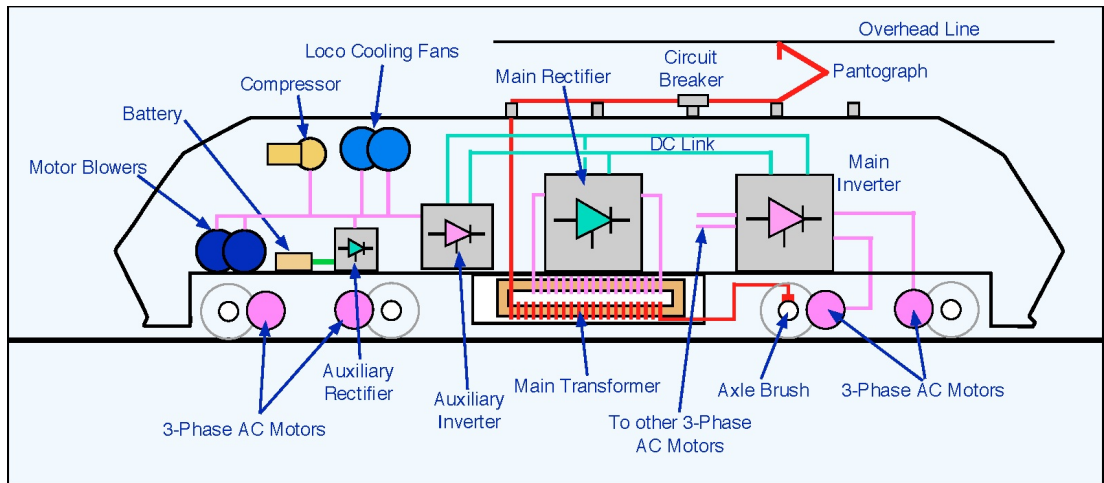 Overhead Line
Loco Cooling Fans
Circuit
Breaker
Main Rectifier
Pantograph
Compressor
Battery
DC Link
Main
Inverter
Motor Blowers
Auxiliary
Rectifier
Main Transformer
Axle Brush
3-Phase AC Motors
Auxiliary
Inverter
To other 3-Phase
AC Motors
3-Phase AC Motors